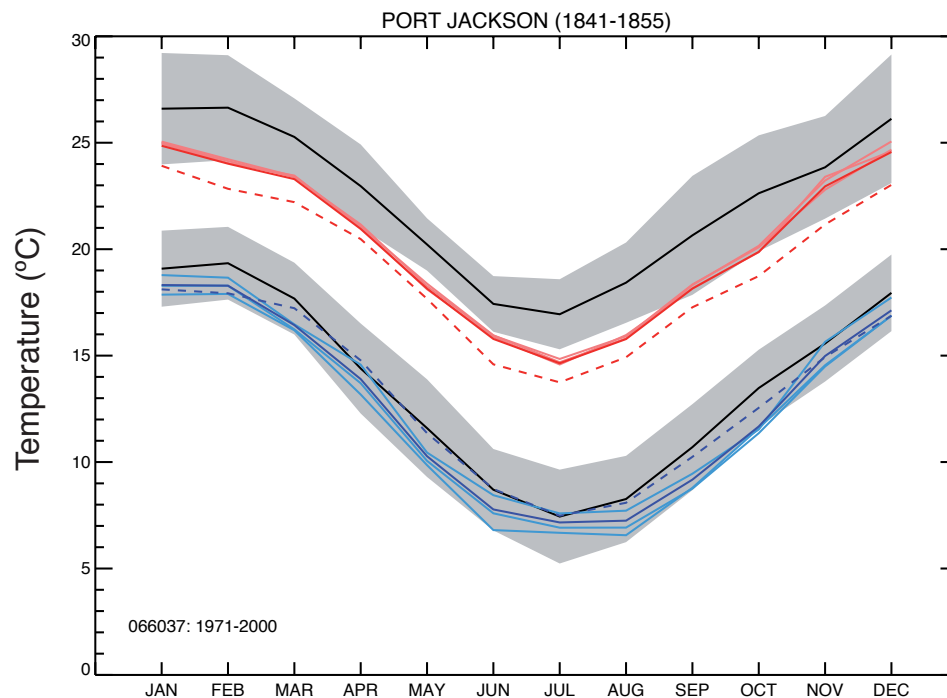 PORT JACKSON (1841-1855)
30
25
20
15
10
5
0
Temperature (ºC)
066037: 1971-2000
JAN FEB MAR APR MAY JUN JUL AUG SEP OCT NOV DEC